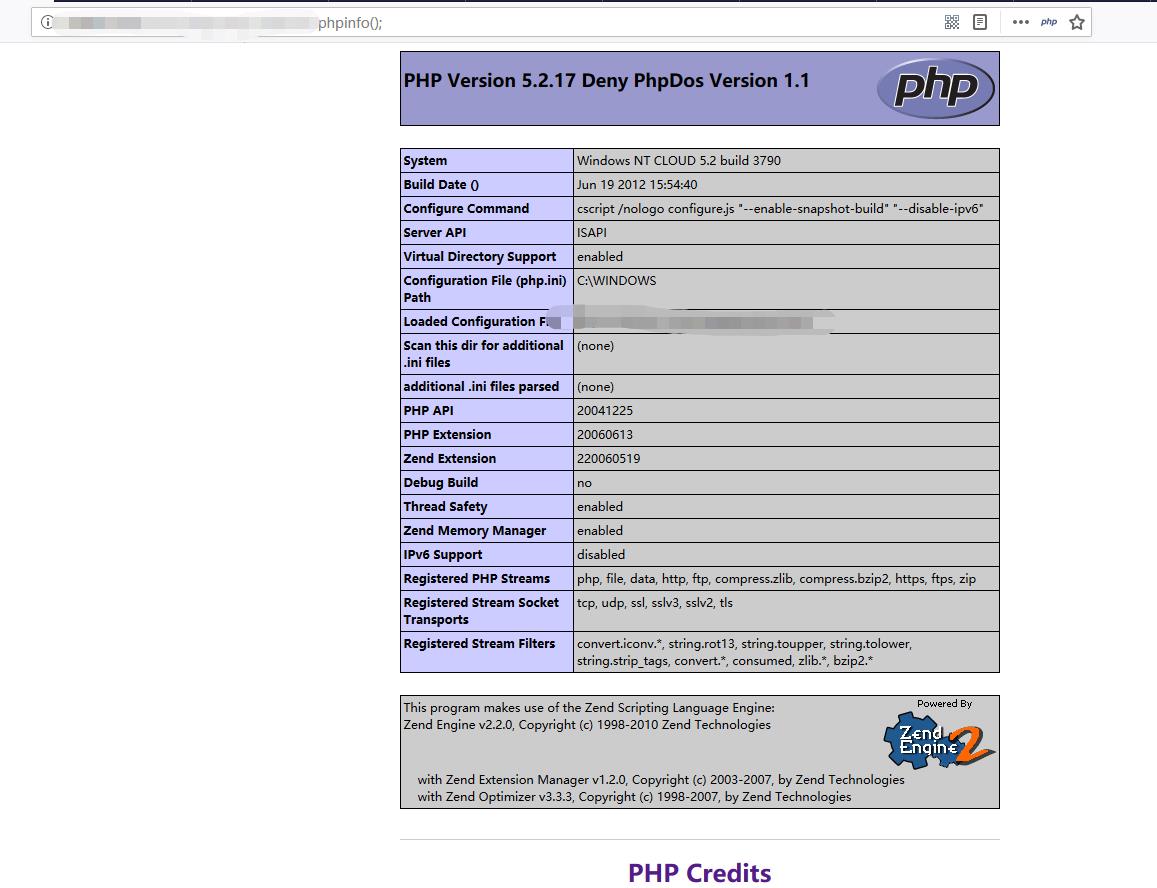 phpinfo();
php
PHP Version 5.2.17 Deny PhpDos Version 1.1
php
System Windows NT CLOUD 5.2 build 3790
Build Date () Jun 19 2012 15:54:40
Configure Command cscript /nologo configure.js "--enable-snapshot-build" "--disable-ipv6"
Server API ISAPI
Virtual Directory Support enabled
Configuration File (php.ini) C:\WINDOWS
Path
Loaded Configuration
Scan this dir for additional (none)
.ini files
additional .ini files parsed (none)
PHP API 20041225
PHP Extension 20060613
Zend Extension 220060519
Debug Build no
Thread Safety enabled
Zend Memory Manager enabled
IPv6 Support disabled
Registered PHP Streams php, file, data, http, ftp, compress.zlib, compress.bzip2, https, ftps, zip
Registered Stream Socket tcp, udp, ssl, sslv3, sslv2, tls
Transports
Registered Stream Filters convert.iconv.*, string.rot13, string.toupper, string.tolower,
string.strip_tags, convert.*, consumed, zlib.*, bzip2.*
This program makes use of the Zend Scripting Language Engine:
Zend Engine v2.2.0, Copyright (c) 1998-2010 Zend Technologies
Powered By
Zend
Engine 2
with Zend Extension Manager v1.2.0, Copyright (c) 2003-2007, by Zend Technologies
with Zend Optimizer v3.3.3, Copyright (c) 1998-2007, by Zend Technologies
PHP Credits